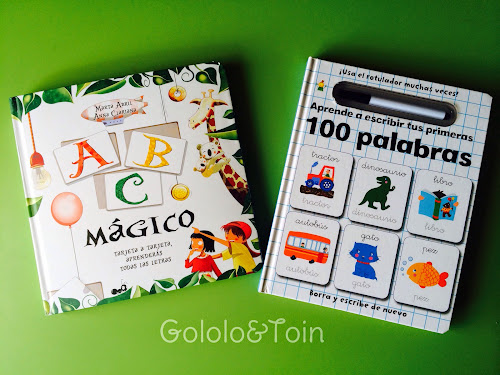 Marta Abril
Anna Clariana
A
B
C
MÁGICO
TARJETA A TARJETA,
APRENDERÁS
TODAS LAS LETRAS
¡Usa el rotulador muchas veces!
Aprende a escribir tus primeras
100 palabras
tractor
dinosaurio
libro
tractor
dinosaurio
libro
autobús
gato
pez
autobús
gato
pez
Borra y escribe de nuevo
Gololo&Toin